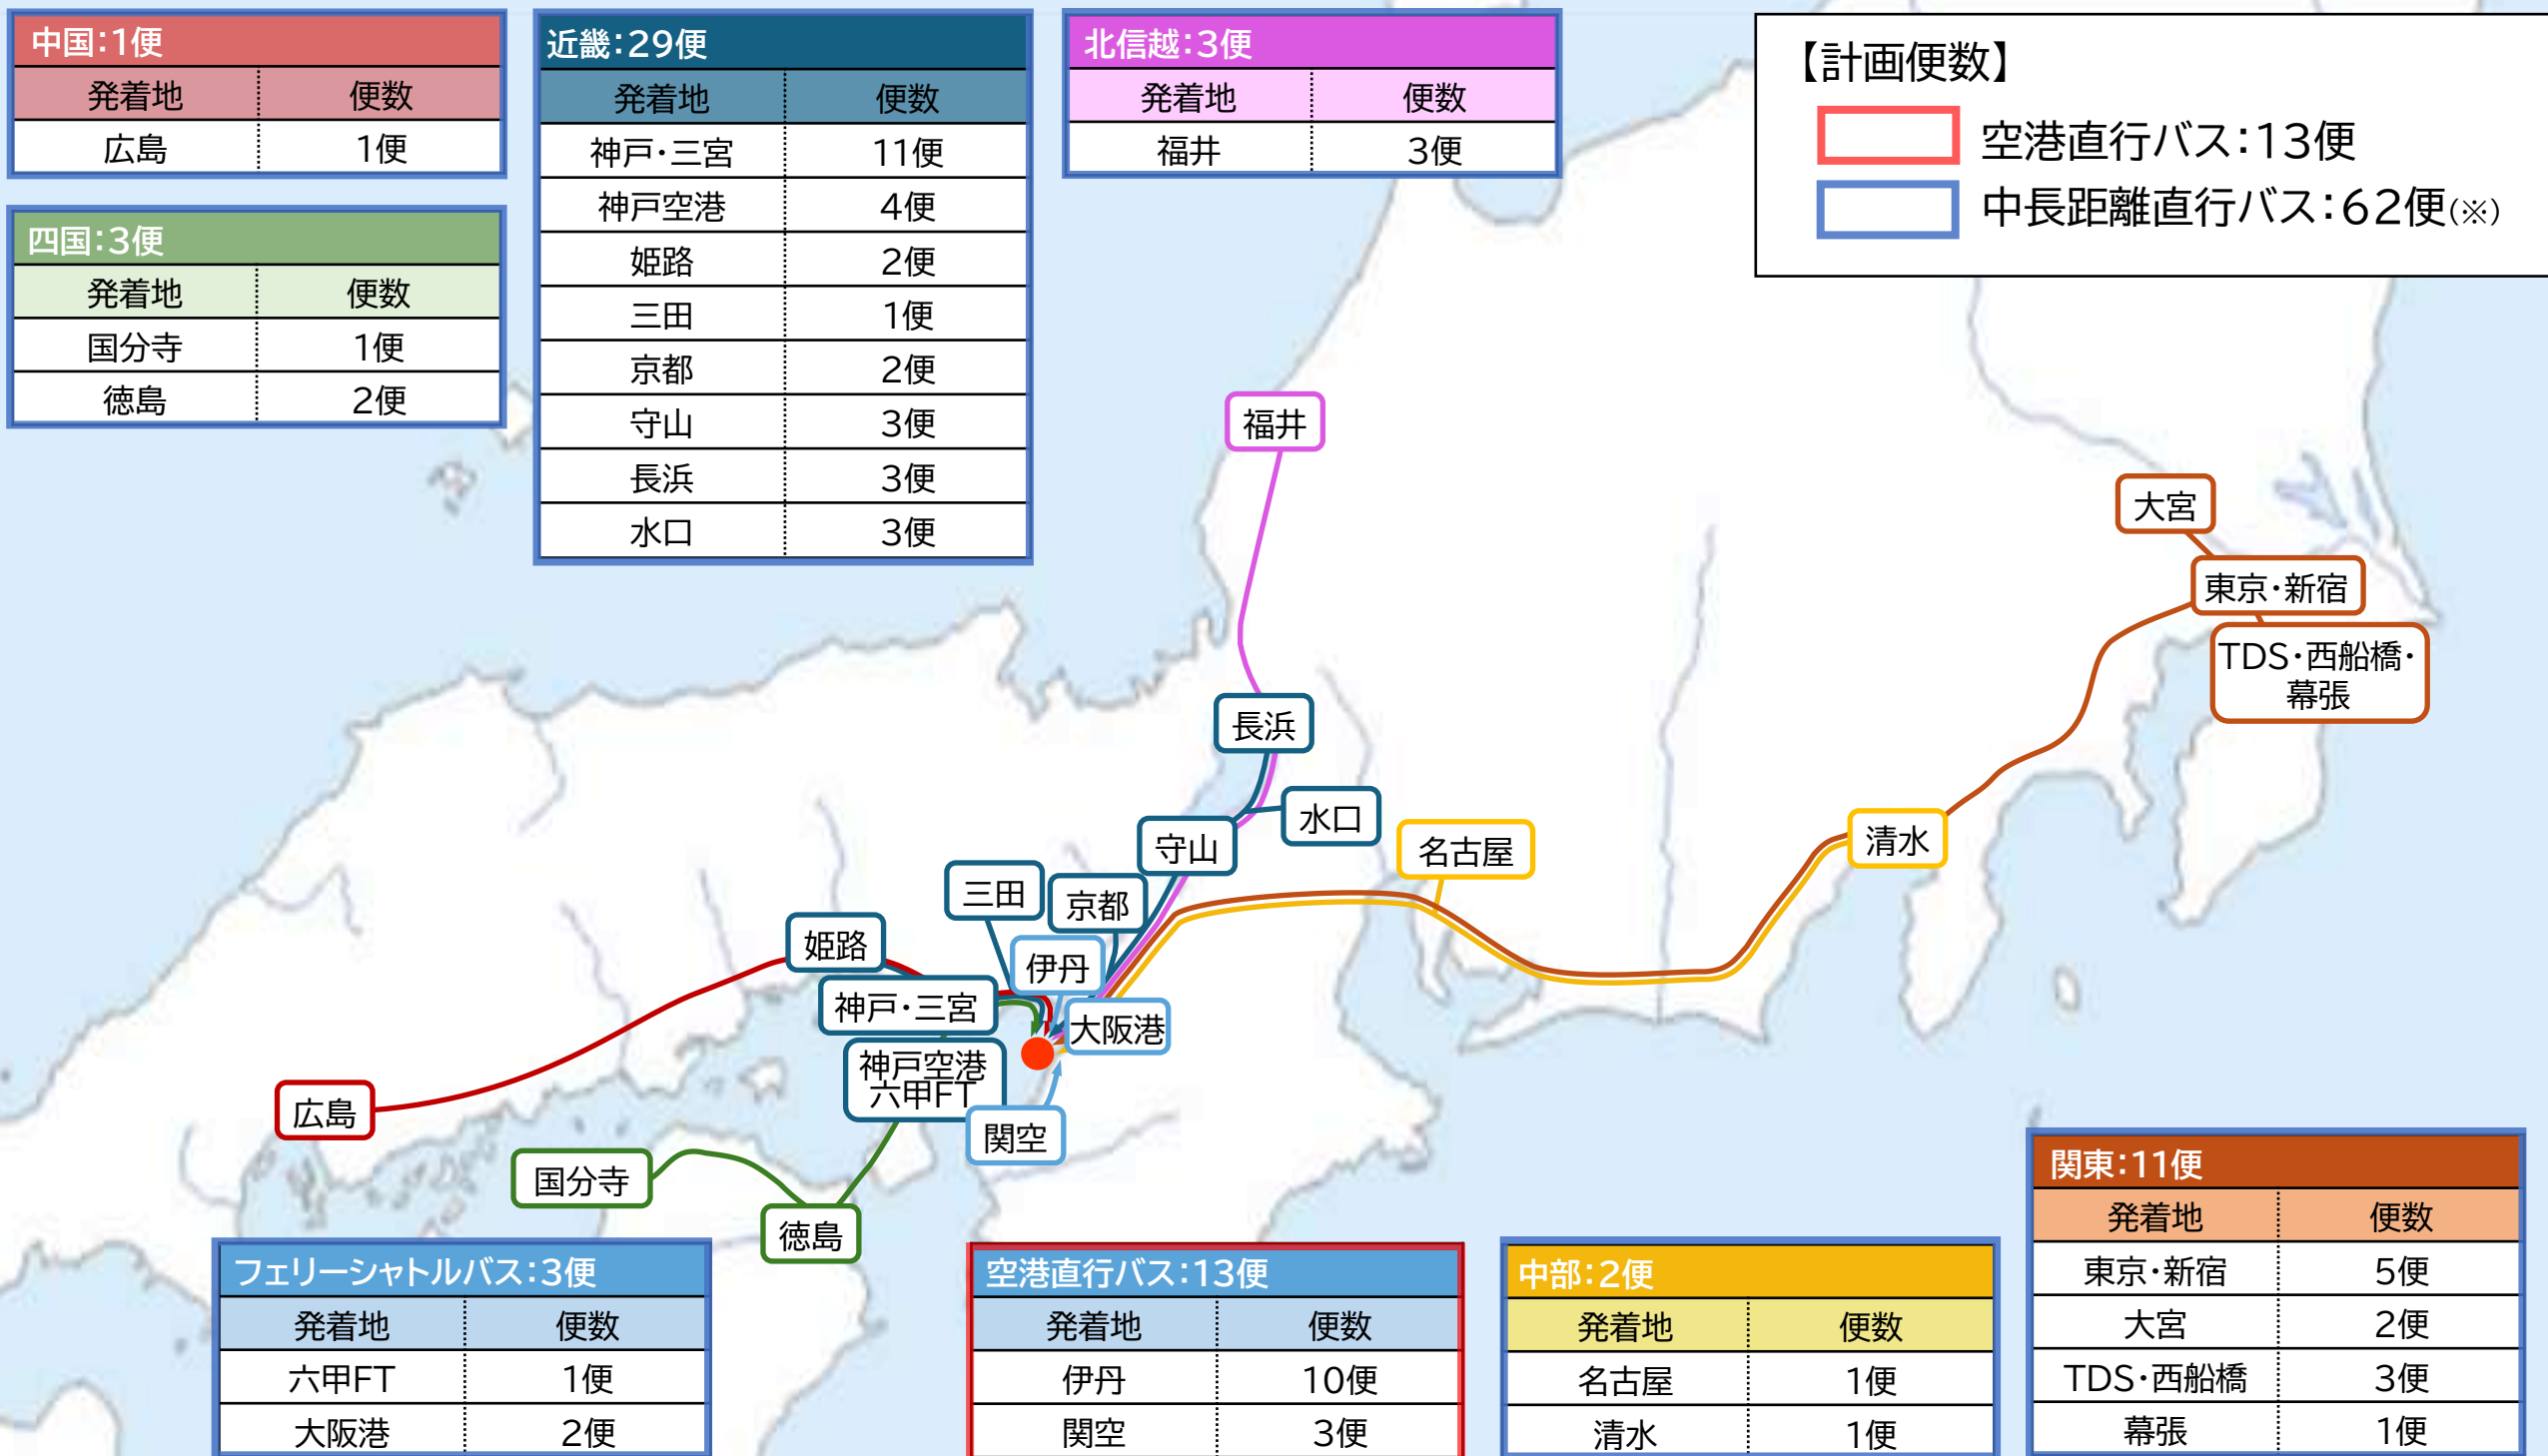 中国:1便
発着地 便数
広島 1便
四国:3便
発着地 便数
国分寺 1便
徳島 2便
近畿:29便
発着地 便数
神戸・三宮 11便
神戸空港 4便
姫路 2便
三田 1便
京都 2便
守山 3便
長浜 3便
水口 3便
北信越:3便
発着地 便数
福井 3便
【計画便数】
空港直行バス:13便
中長距離直行バス:62便(※)
福井
大宮
東京・新宿
TDS・西船橋・
幕張
長浜
水口
守山
名古屋
清水
三田
京都
姫路
伊丹
神戸・三宮
大阪港
神戸空港
六甲FT
広島
関空
国分寺
徳島
フェリーシャトルバス:3便
発着地 便数
六甲FT 1便
大阪港 2便
空港直行バス:13便
発着地 便数
伊丹 10便
関空 3便
中部:2便
発着地 便数
名古屋 1便
清水 1便
関東:11便
発着地 便数
東京・新宿 5便
大宮 2便
TDS・西船橋 3便
幕張 1便